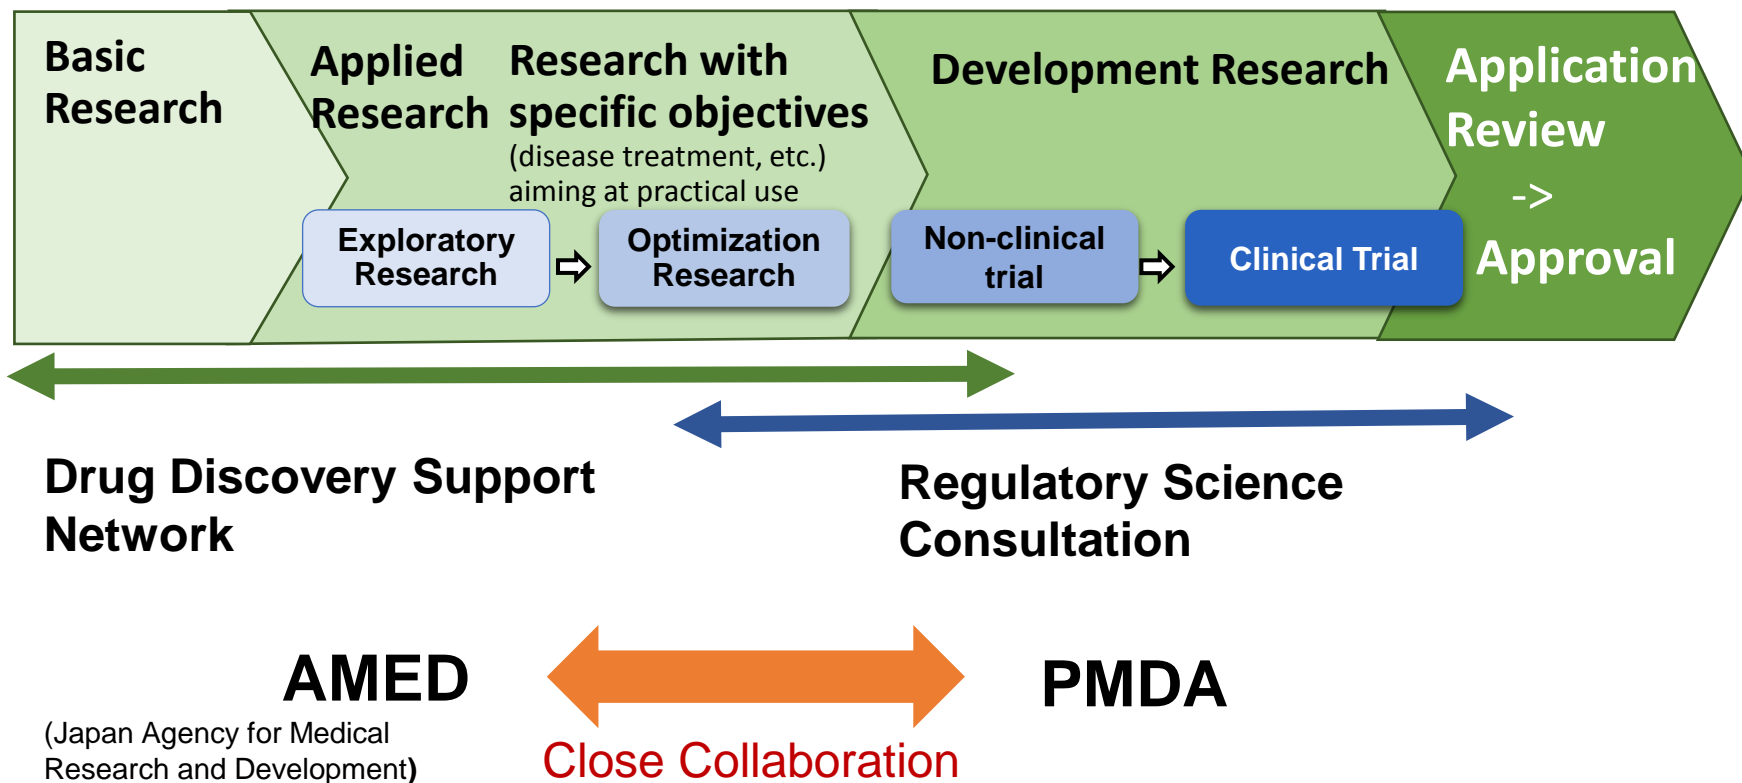 Basic
Research
Applied
Research
Research with
specific objectives
(disease treatment, etc.)
aiming at practical use
Development Research
Application
Review
->
Approval
Exploratory
Research
Optimization
Research
Non-clinical
trial
Clinical Trial
Drug Discovery Support
Network
Regulatory Science
Consultation
AMED
(Japan Agency for Medical
Research and Development)
Close Collaboration
PMDA